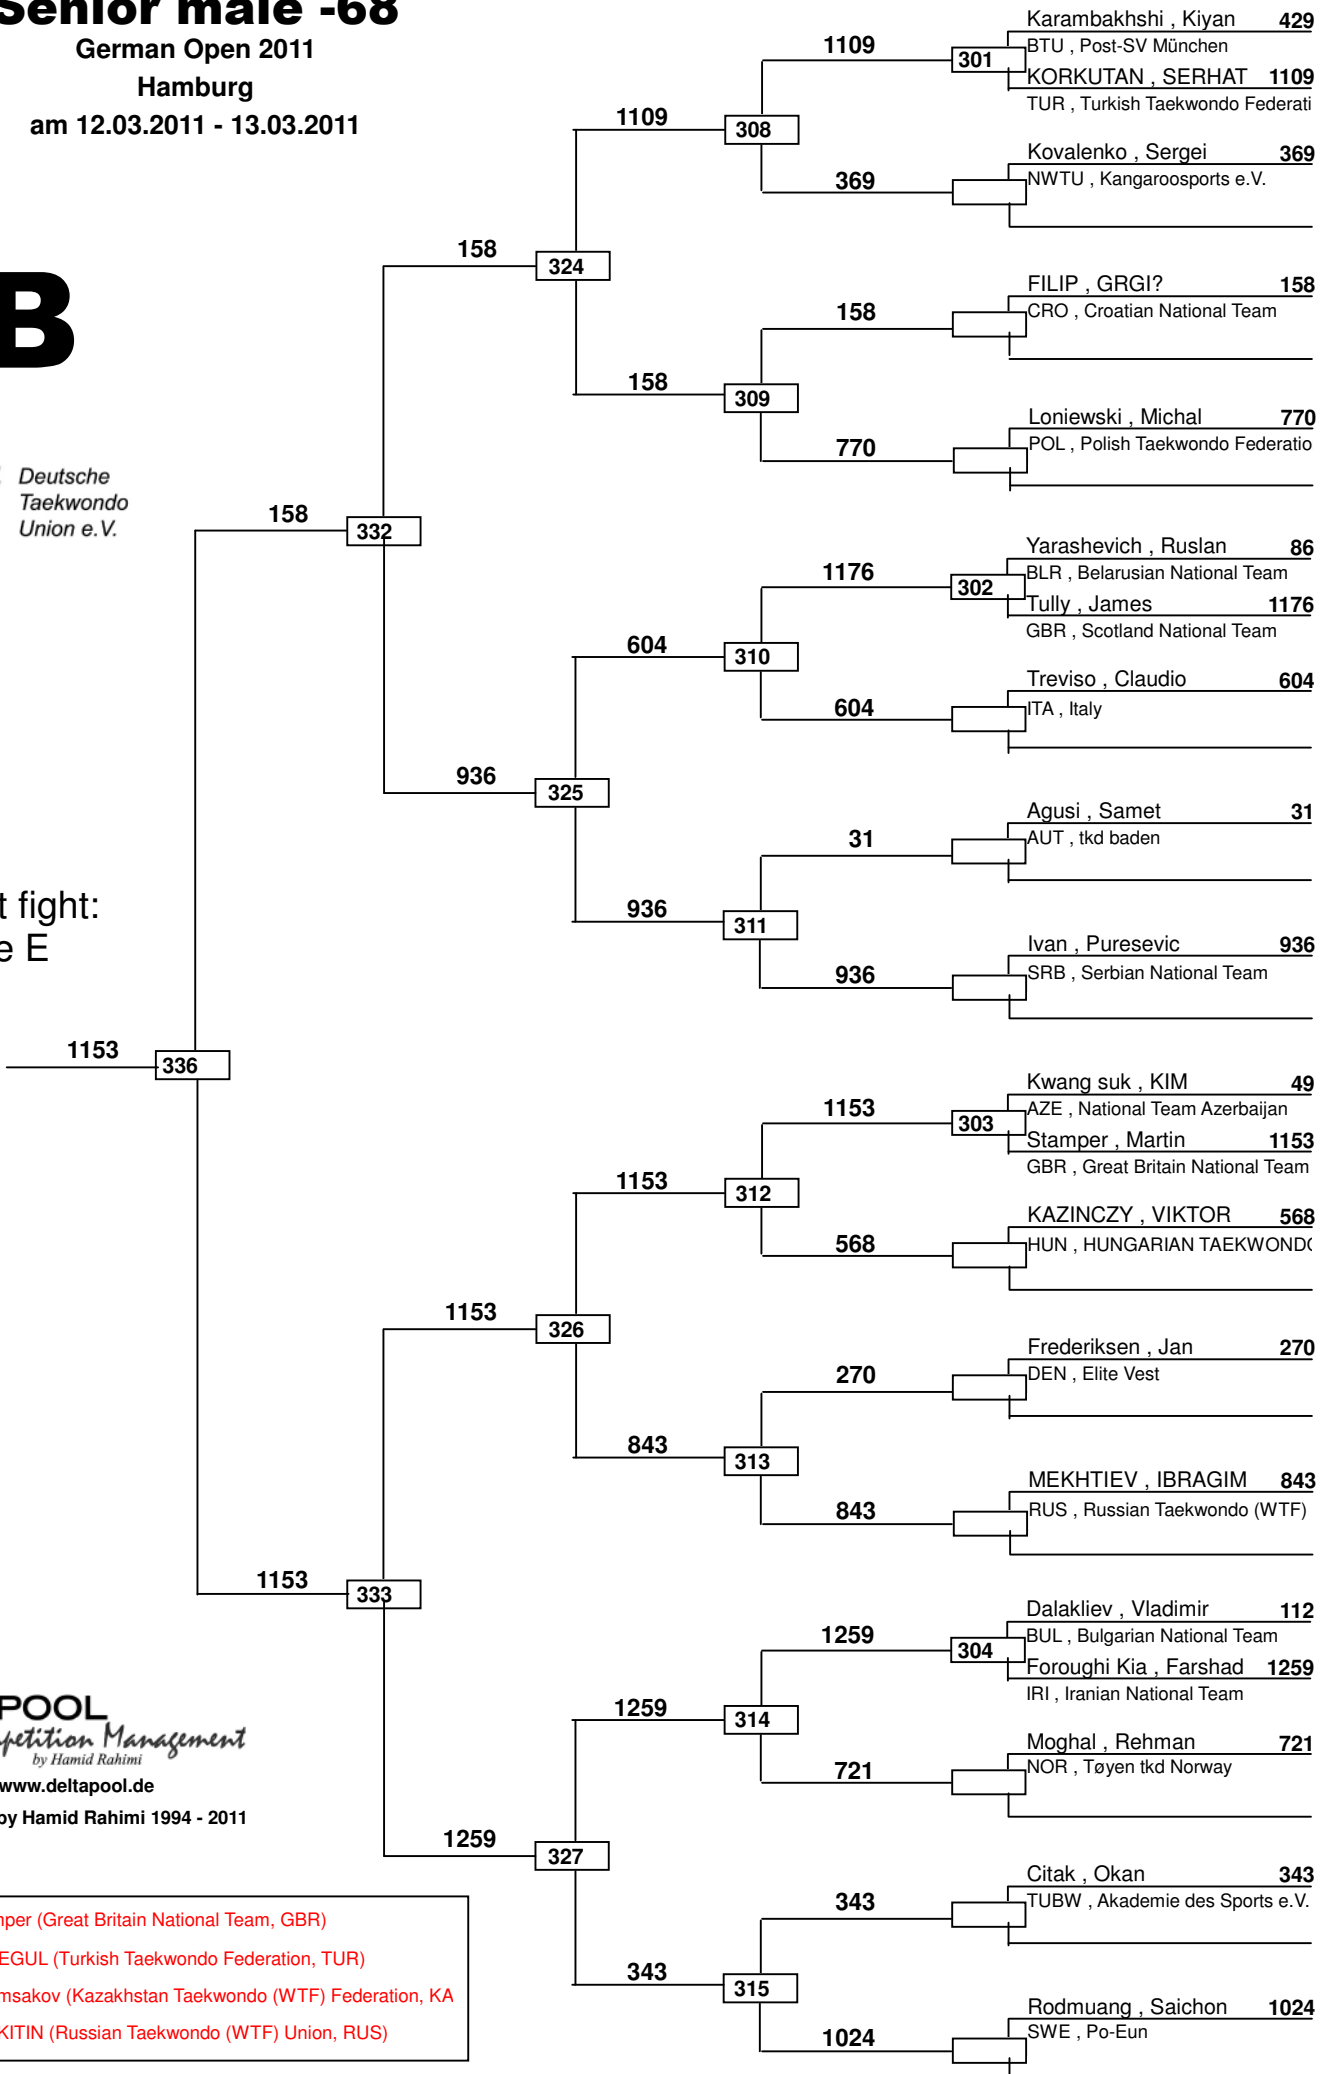 Senior male -68
German Open 2011
Hamburg
am 12.03.2011 - 13.03.2011
B
Deutsche
Taekwondo
Union e.V.
t fight:
e E
1153
336
158
332
1153
333
158
324
936
325
1153
326
1259
327
1109
308
158
309
604
310
936
311
1153
312
843
313
1259
314
343
315
1109
301
369
158
770
1176
302
604
31
936
1153
303
568
270
843
1259
304
721
343
1024
Karambakhshi , Kiyan 429
BTU , Post-SV München
KORKUTAN , SERHAT 1109
TUR , Turkish Taekwondo Federati
Kovalenko , Sergei 369
NWTU , Kangaroosports e.V.
FILIP , GRGI? 158
CRO , Croatian National Team
Loniewski , Michal 770
POL , Polish Taekwondo Federatio
Yarashevich , Ruslan 86
BLR , Belarusian National Team
Tully , James 1176
GBR , Scotland National Team
Treviso , Claudio 604
ITA , Italy
Agusi , Samet 31
AUT , tkd baden
Ivan , Puresevic 936
SRB , Serbian National Team
Kwang suk , KIM 49
AZE , National Team Azerbaijan
Stamper , Martin 1153
GBR , Great Britain National Team
KAZINCZY , VIKTOR 568
HUN , HUNGARIAN TAEKWONDO
Frederiksen , Jan 270
DEN , Elite Vest
MEKHTIEV , IBRAGIM 843
RUS , Russian Taekwondo (WTF)
Dalakliev , Vladimir 112
BUL , Bulgarian National Team
Foroughi Kia , Farshad 1259
IRI , Iranian National Team
Moghal , Rehman 721
NOR , Tøyen tkd Norway
Citak , Okan 343
TUBW , Akademie des Sports e.V.
Rodmuang , Saichon 1024
SWE , Po-Eun
POOL
petition Management
by Hamid Rahimi
www.deltapool.de
by Hamid Rahimi 1994 - 2011
mper (Great Britain National Team, GBR)
EGUL (Turkish Taekwondo Federation, TUR)
msakov (Kazakhstan Taekwondo (WTF) Federation, KA
KITIN (Russian Taekwondo (WTF) Union, RUS)